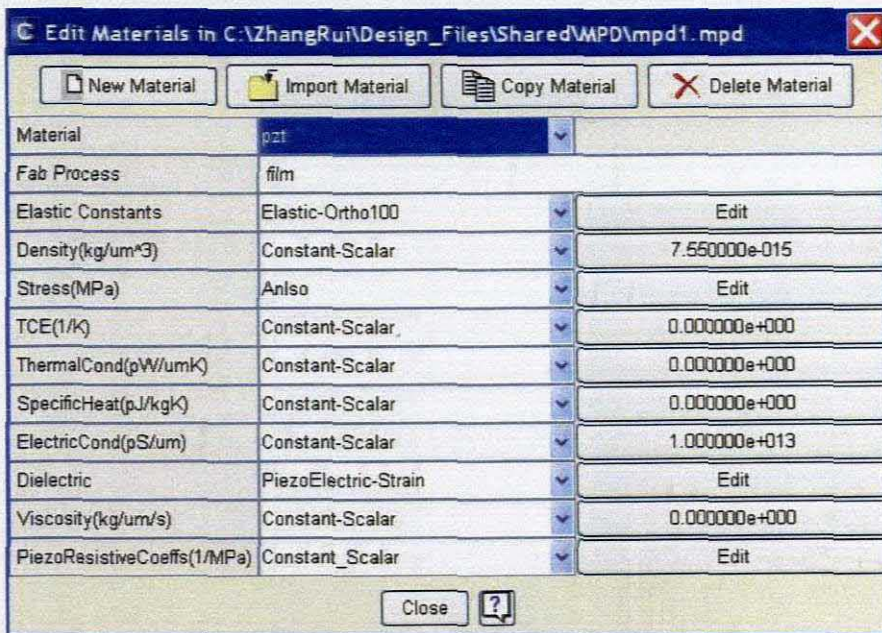 Edit Materials in C:\ZhangRui\Design_Files\Shared\MPD\mpd1.mpd
New Material Import Material Copy Material Delete Material
Material pzt
Fab Process film
Elastic Constants Elastic-Ortho100 Edit
Density(kg/um^3) Constant-Scalar 7.550000e-015
Stress(MPa) AnIso Edit
TCE(1/K) Constant-Scalar 0.000000e+000
ThermalCond(pW/umK) Constant-Scalar 0.000000e+000
SpecificHeat(pJ/kgK) Constant-Scalar 0.000000e+000
ElectricCond(pS/um) Constant-Scalar 1.000000e+013
Dielectric PiezoElectric-Strain Edit
Viscosity(kg/um/s) Constant-Scalar 0.000000e+000
PiezoResistiveCoeffs(1/MPa) Constant_Scalar Edit
Close ?